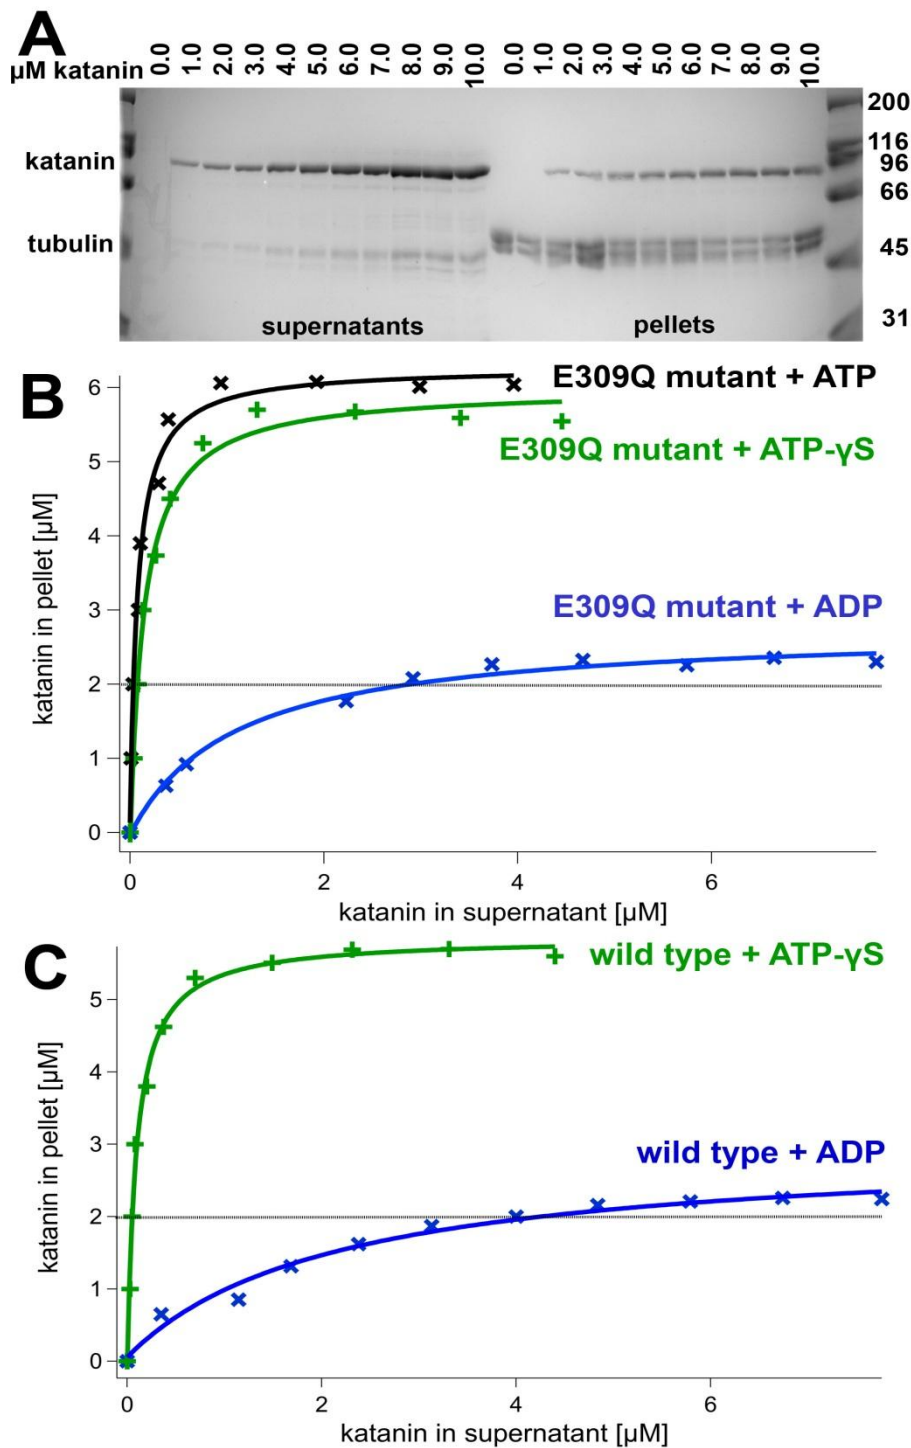 A
µM katanin 0.0 1.0 2.0 3.0 4.0 5.0 6.0 7.0 8.0 9.0 10.0 0.0 1.0 2.0 3.0 4.0 5.0 6.0 7.0 8.0 9.0 10.0
200
116
katanin 96
66
tubulin 45
31
supernatants pellets
B
E309Q mutant + ATP
E309Q mutant + ATP-γS
E309Q mutant + ADP
katanin in pellet [µM]
6
5
4
3
2
1
0
0 2 4 6
katanin in supernatant [µM]
C
wild type + ATP-γS
wild type + ADP
katanin in pellet [µM]
5
4
3
2
1
0
0 2 4 6
katanin in supernatant [µM]